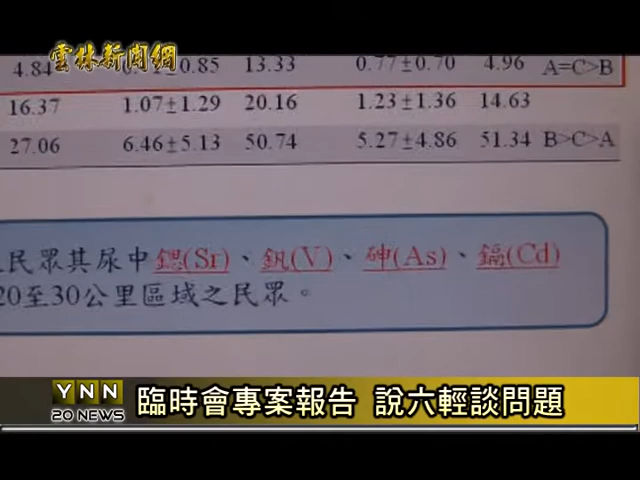 雲林新聞網
4.84 0.85 13.33 0.77±0.70 4.96 A=C>B
16.37 1.07±1.29 20.16 1.23±1.36 14.63
27.06 6.46±5.13 50.74 5.27±4.86 51.34 B>C>A
民眾其尿中鍶(Sr)、釩(V)、砷(As)、鎘(Cd)
20至30公里區域之民眾。
YNN
20 NEWS
臨時會專案報告 說六輕談問題